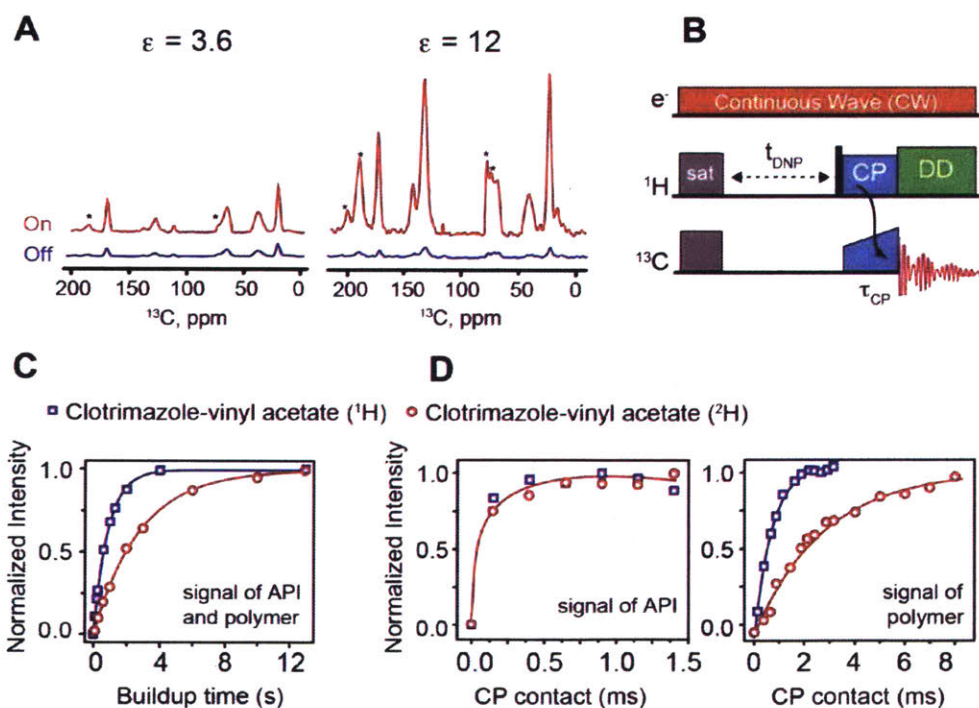 A
ε = 3.6
ε = 12
*
*
*
*
*
*
On
Off
200 150 100 50 0
200 150 100 50 0
¹³C, ppm
¹³C, ppm
B
e⁻
Continuous Wave (CW)
¹H
sat
t_DNP
CP
DD
¹³C
τ_CP
C
D
Clotrimazole-vinyl acetate (¹H)
Clotrimazole-vinyl acetate (²H)
Normalized Intensity
1.0
0.5
0.0
signal of API
and polymer
0 4 8 12
Buildup time (s)
Normalized Intensity
1.0
0.5
0.0
signal of API
0.0 0.5 1.0 1.5
CP contact (ms)
1.0
0.5
0.0
signal of
polymer
0 2 4 6 8
CP contact (ms)